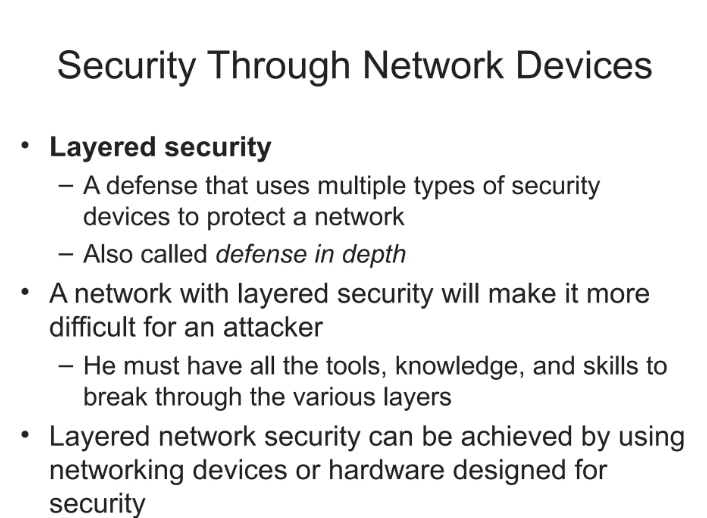 Security Through Network Devices
• Layered security
– A defense that uses multiple types of security
devices to protect a network
– Also called defense in depth
• A network with layered security will make it more
difficult for an attacker
– He must have all the tools, knowledge, and skills to
break through the various layers
• Layered network security can be achieved by using
networking devices or hardware designed for
security